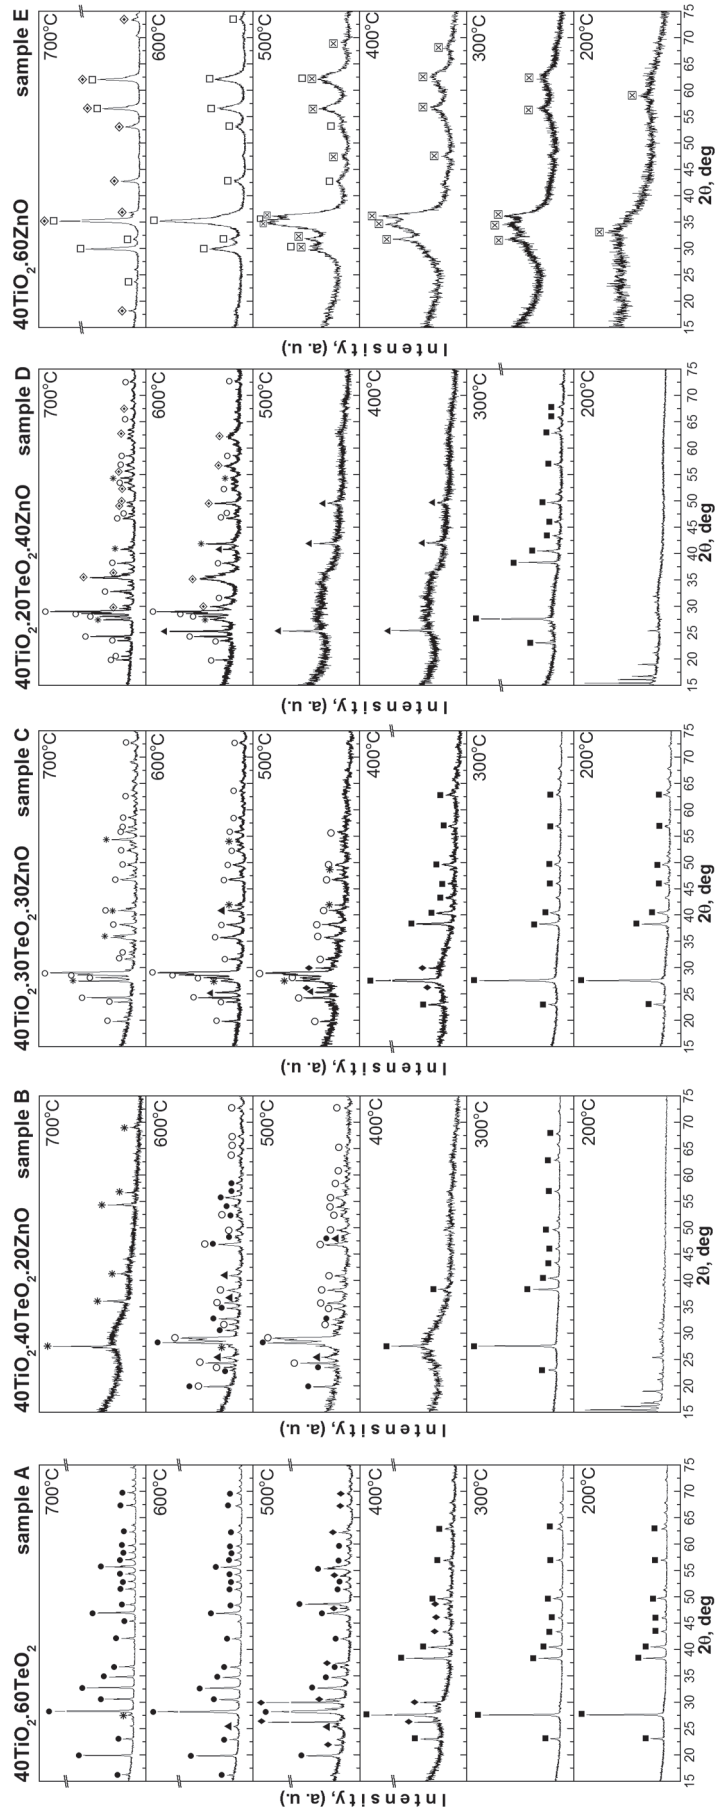 40TiO2.60TeO2 sample A
700°C
600°C
500°C
400°C
300°C
200°C
Intensity, (a. u.)
15 20 25 30 35 40 45 50 55 60 65 70 75
2θ, deg
40TiO2.40TeO2.20ZnO sample B
700°C
600°C
500°C
400°C
300°C
200°C
Intensity, (a. u.)
15 20 25 30 35 40 45 50 55 60 65 70 75
2θ, deg
40TiO2.30TeO2.30ZnO sample C
700°C
600°C
500°C
400°C
300°C
200°C
Intensity, (a. u.)
15 20 25 30 35 40 45 50 55 60 65 70 75
2θ, deg
40TiO2.20TeO2.40ZnO sample D
700°C
600°C
500°C
400°C
300°C
200°C
Intensity, (a. u.)
15 20 25 30 35 40 45 50 55 60 65 70 75
2θ, deg
40TiO2.60ZnO sample E
700°C
600°C
500°C
400°C
300°C
200°C
Intensity, (a. u.)
15 20 25 30 35 40 45 50 55 60 65 70 75
2θ, deg